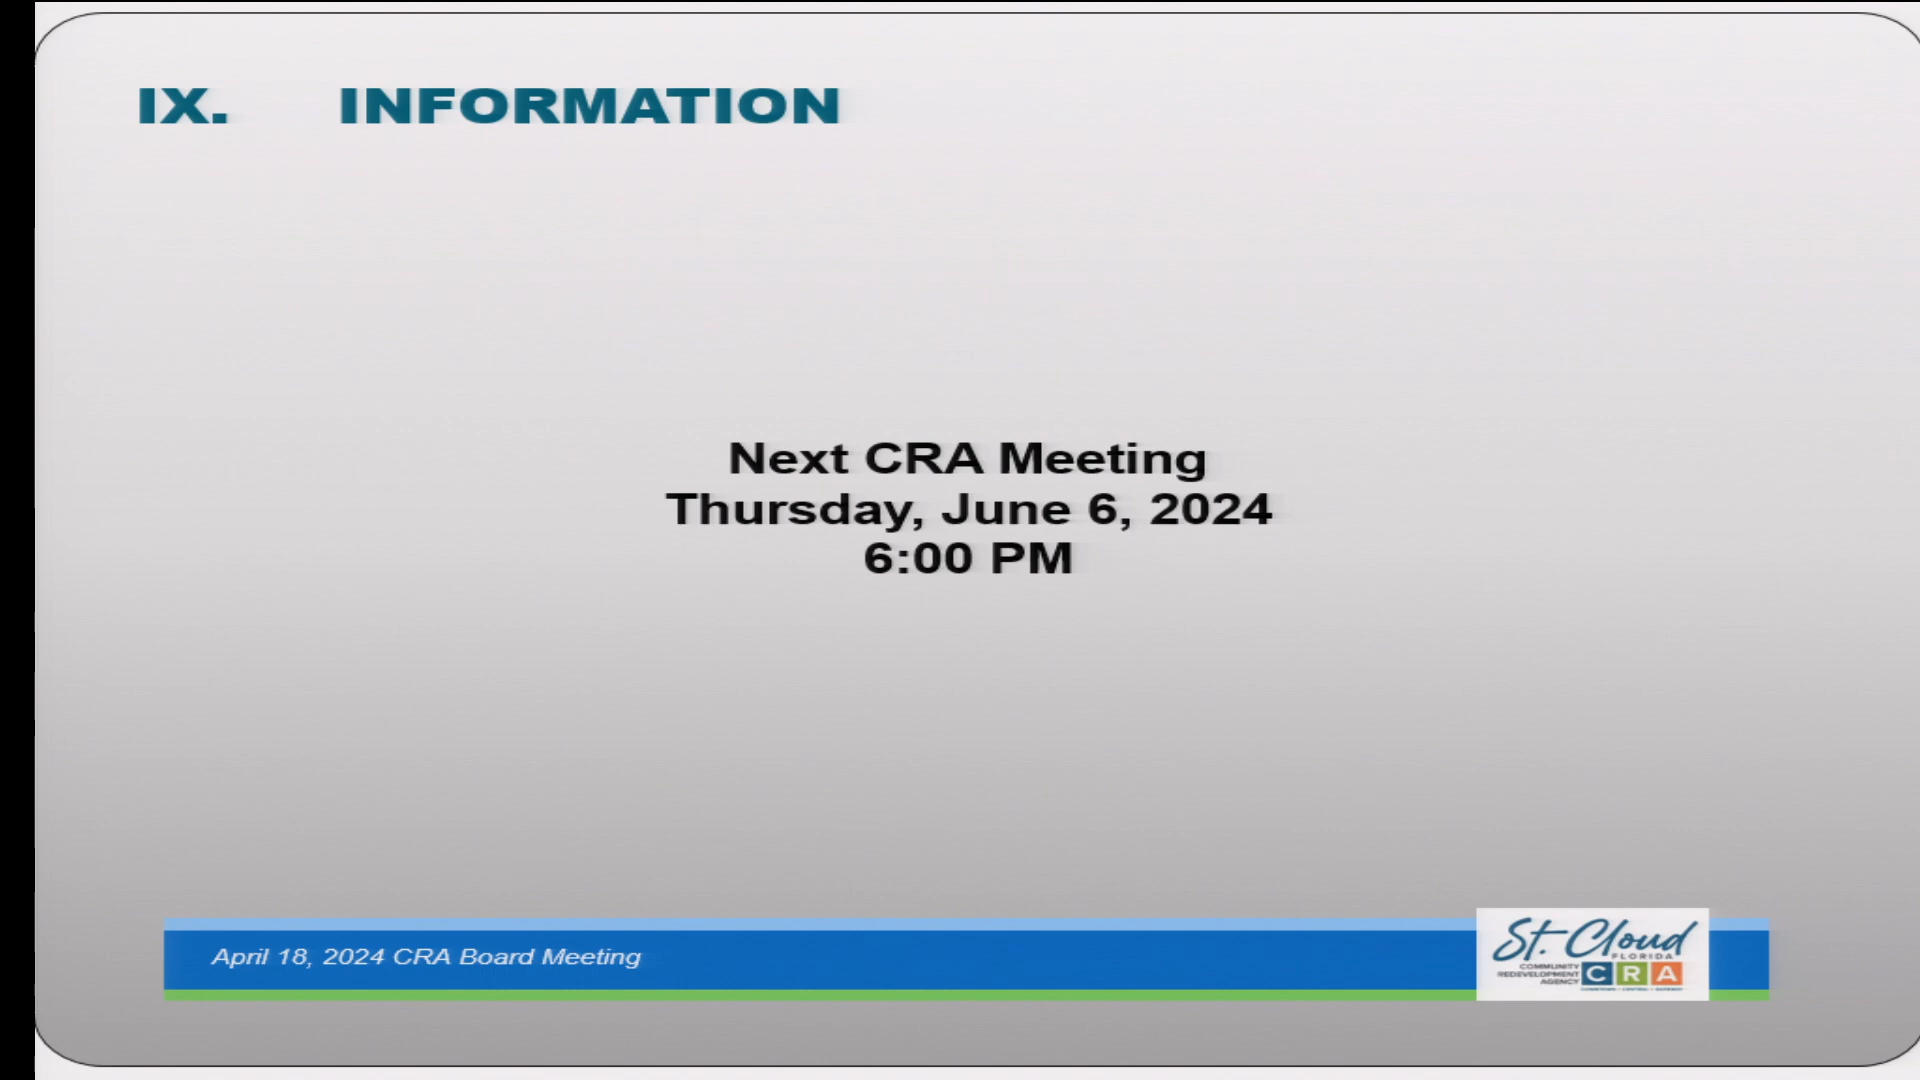 IX. INFORMATION
Next CRA Meeting
Thursday, June 6, 2024
6:00 PM
April 18, 2024 CRA Board Meeting
St. Cloud
FLORIDA
COMMUNITY
REDEVELOPMENT
AGENCY
CRA